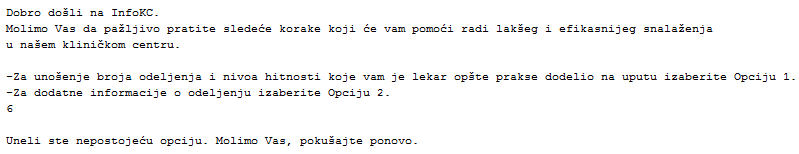 Dobro došli na InfoKC.
Molimo Vas da pažljivo pratite sledeće korake koji će vam pomoći radi lakšeg i efikasnijeg snalaženja
u našem kliničkom centru.
-Za unošenje broja odeljenja i nivoa hitnosti koje vam je lekar opšte prakse dodelio na uputu izaberite Opciju 1.
-Za dodatne informacije o odeljenju izaberite Opciju 2.
6
Uneli ste nepostojeću opciju. Molimo Vas, pokušajte ponovo.